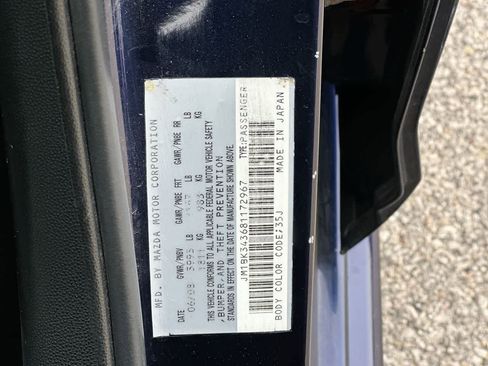 MFD. BY MAZDA MOTOR CORPORATION
DATE GVWR/PNBV GAWR/PNBE FRT GAWR/PNBE RR
06/08 3993 LB LB LB
KG 983 KG KG
THIS VEHICLE CONFORMS TO ALL APPLICABLE FEDERAL MOTOR VEHICLE SAFETY
,BUMPER,AND THEFT PREVENTION
STANDARDS IN EFFECT ON THE DATE OF MANUFACTURE SHOWN ABOVE.
JM1BK343681172967 TYPE:PASSENGER
BODY COLOR CODE/35J MADE IN JAPAN